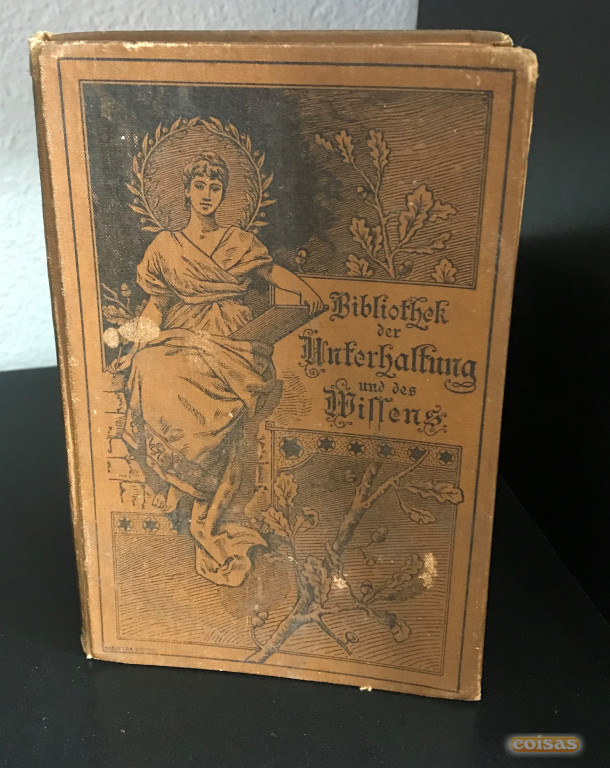 Bibliothek
der
Unterhaltung
und des
Wissens.
coisas